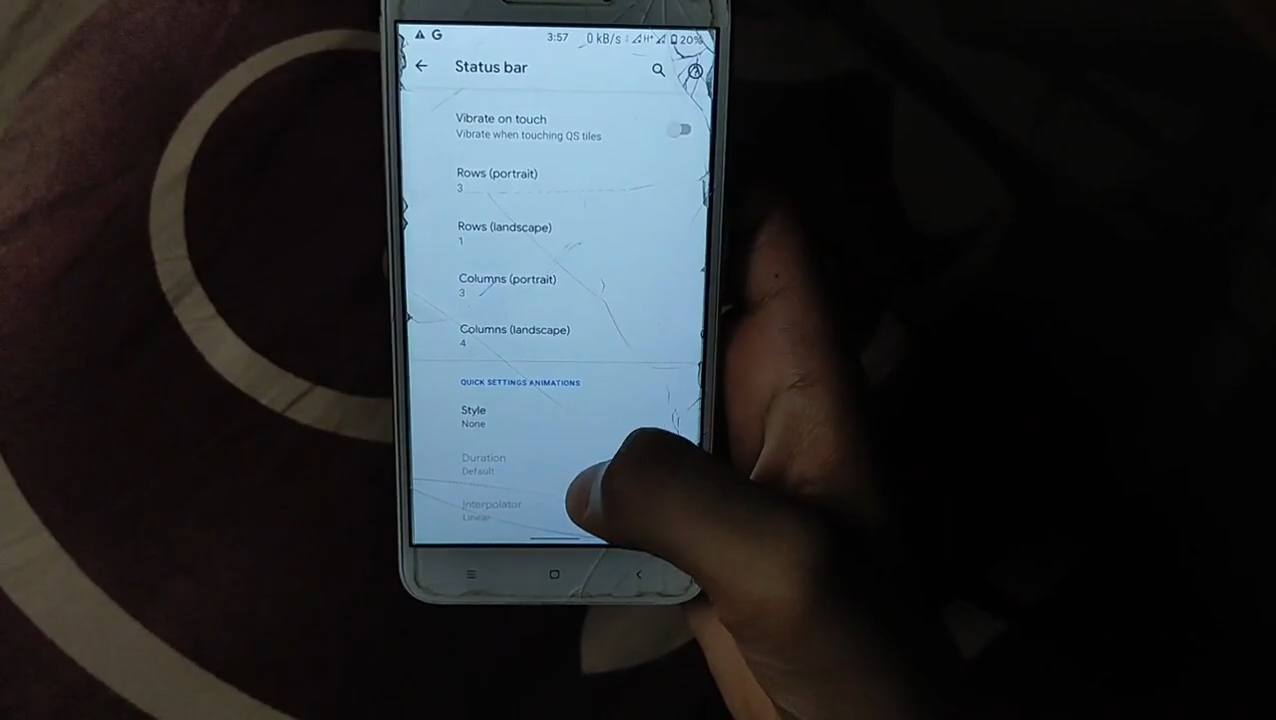 G 3:57 0 kB/s H+ 20%
Status bar
Vibrate on touch
Vibrate when touching QS tiles
Rows (portrait)
3
Rows (landscape)
1
Columns (portrait)
3
Columns (landscape)
4
QUICK SETTINGS ANIMATIONS
Style
None
Duration
Default
Interpolator
Linear